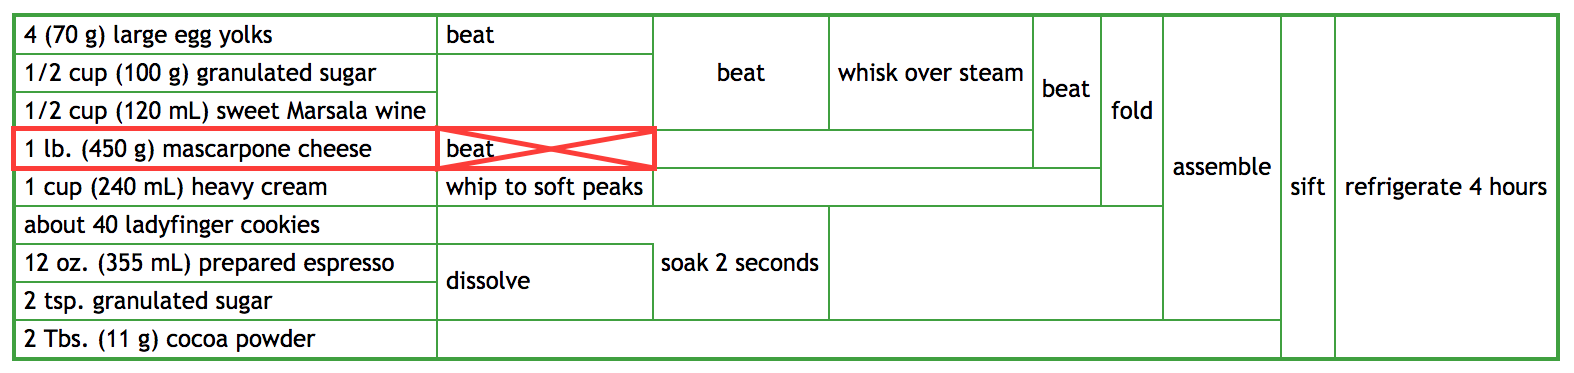 4 (70 g) large egg yolks
beat
1/2 cup (100 g) granulated sugar
beat
whisk over steam
1/2 cup (120 mL) sweet Marsala wine
beat
fold
1 lb. (450 g) mascarpone cheese
beat
assemble
1 cup (240 mL) heavy cream
whip to soft peaks
sift
refrigerate 4 hours
about 40 ladyfinger cookies
12 oz. (355 mL) prepared espresso
dissolve
soak 2 seconds
2 tsp. granulated sugar
2 Tbs. (11 g) cocoa powder